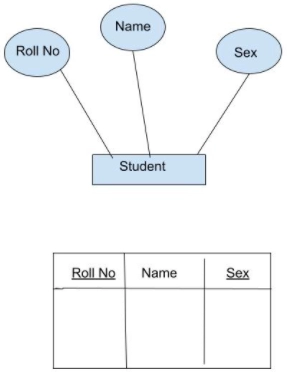 Name
Roll No
Sex
Student
Roll No Name Sex